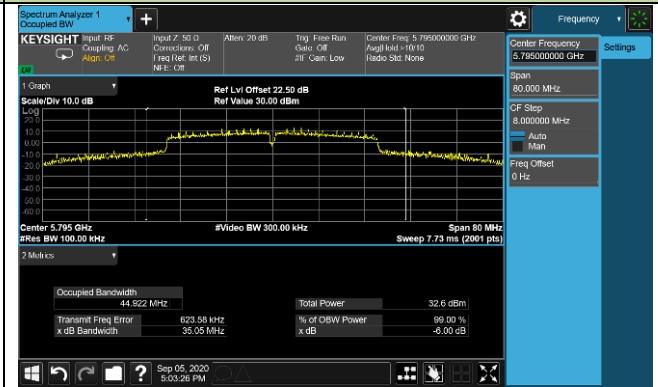 Spectrum Analyzer 1
Occupied BW
+
Frequency
KEYSIGHT
Input: RF
Coupling: AC
Align: Off
Input Z: 50 Ω
Corrections: Off
Freq Ref: Int (S)
NFE: Off
Atten: 20 dB
Trig: Free Run
Gate: Off
#IF Gain: Low
Center Freq: 5.795000000 GHz
Avg|Hold:>10/10
Radio Std: None
Center Frequency
5.795000000 GHz
Settings
Span
80.000 MHz
CF Step
8.000000 MHz
Auto
Man
Freq Offset
0 Hz
1 Graph
Scale/Div 10.0 dB
Ref Lvl Offset 22.50 dB
Ref Value 30.00 dBm
Log
20.0
10.0
0.00
-10.0
-20.0
-30.0
-40.0
-50.0
-60.0
Center 5.795 GHz
#Res BW 100.00 kHz
#Video BW 300.00 kHz
Span 80 MHz
Sweep 7.73 ms (2001 pts)
2 Metrics
Occupied Bandwidth
44.922 MHz
Total Power 32.6 dBm
Transmit Freq Error 623.58 kHz
% of OBW Power 99.00 %
x dB Bandwidth 35.05 MHz
x dB -6.00 dB
?
Sep 05, 2020
5:03:26 PM